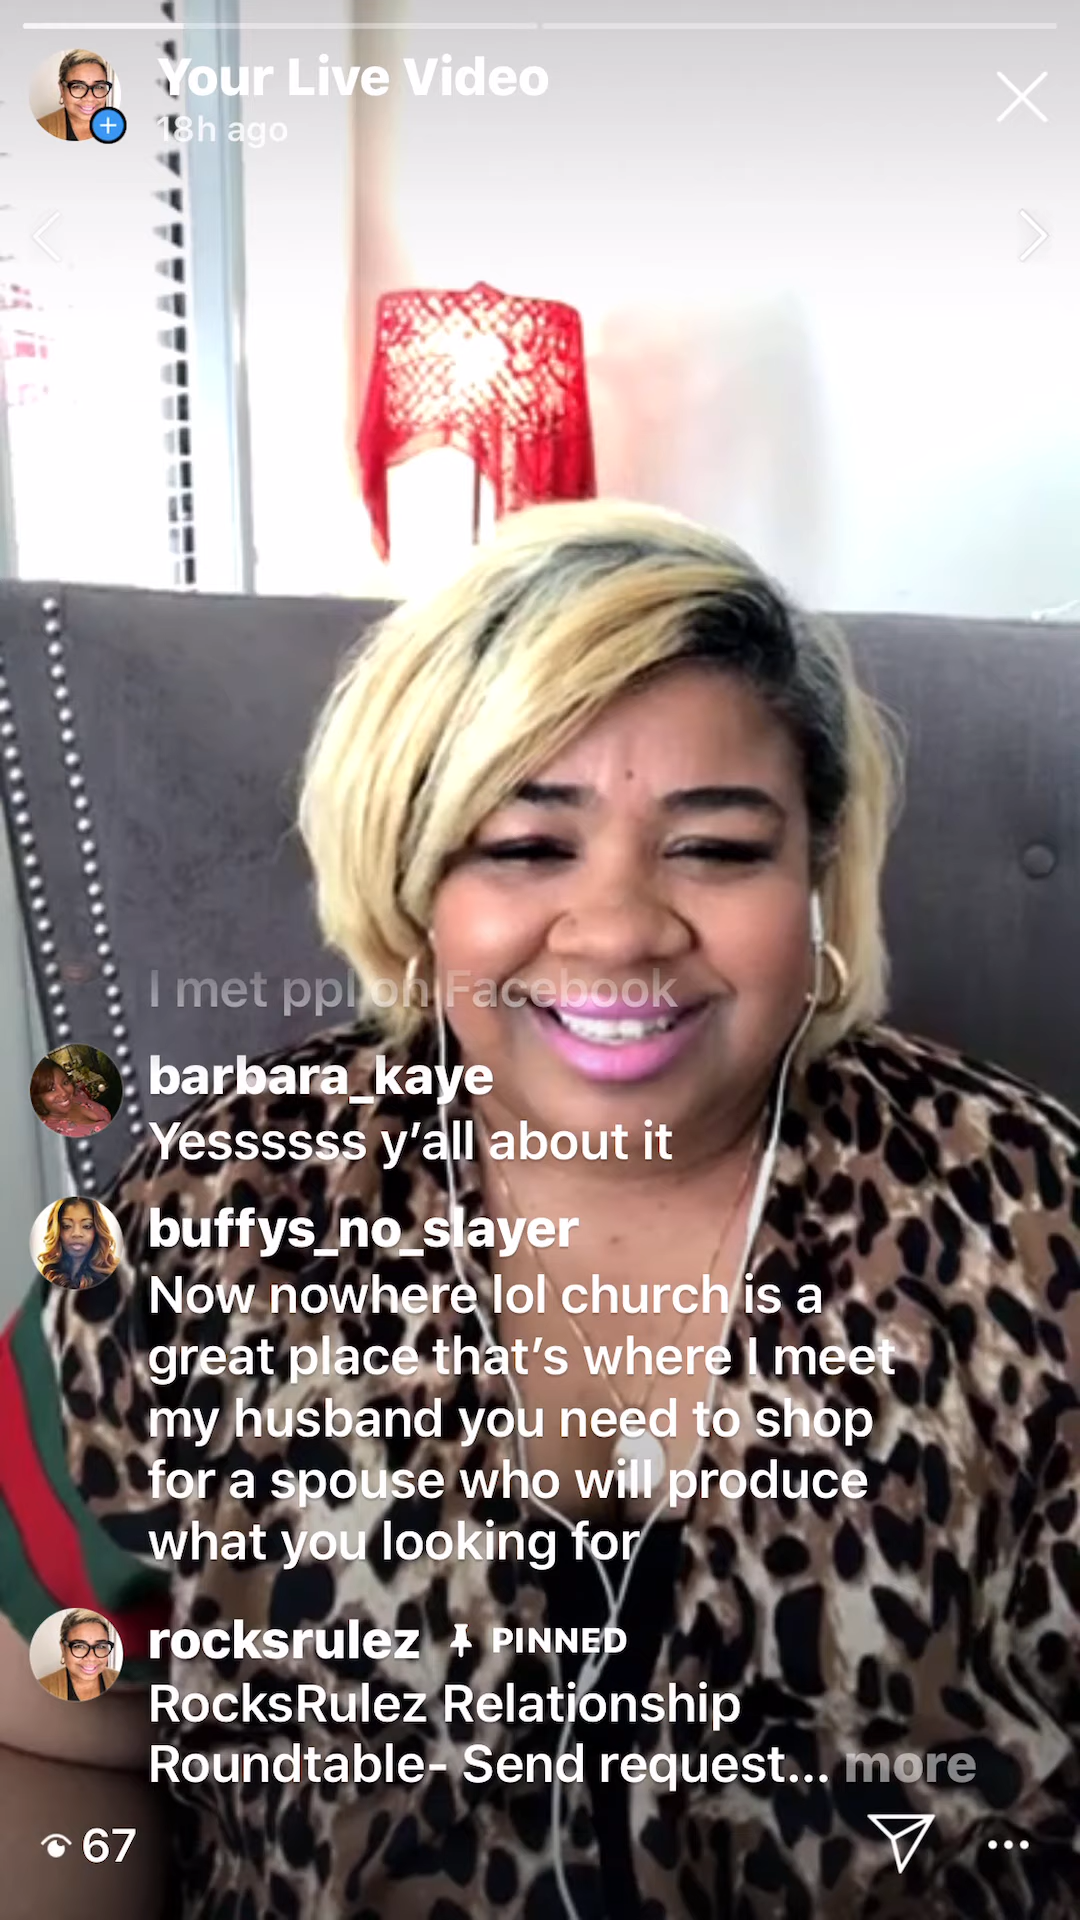 Your Live Video
18h ago
I met ppl on Facebook
barbara_kaye
Yessssss y’all about it
buffys_no_slayer
Now nowhere lol church is a
great place that’s where I meet
my husband you need to shop
for a spouse who will produce
what you looking for
rocksrulez PINNED
RocksRulez Relationship
Roundtable- Send request... more
67